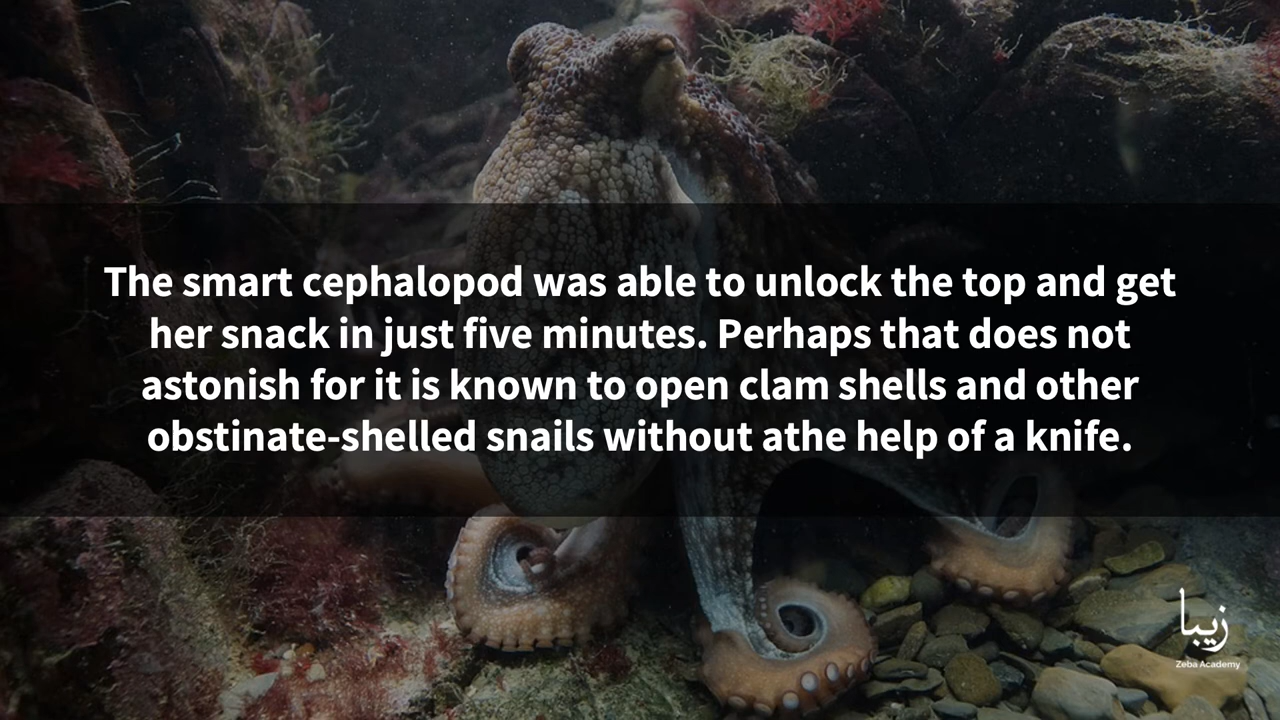 The smart cephalopod was able to unlock the top and get
her snack in just five minutes. Perhaps that does not
astonish for it is known to open clam shells and other
obstinate-shelled snails without athe help of a knife.
زیبا
Zeba Academy